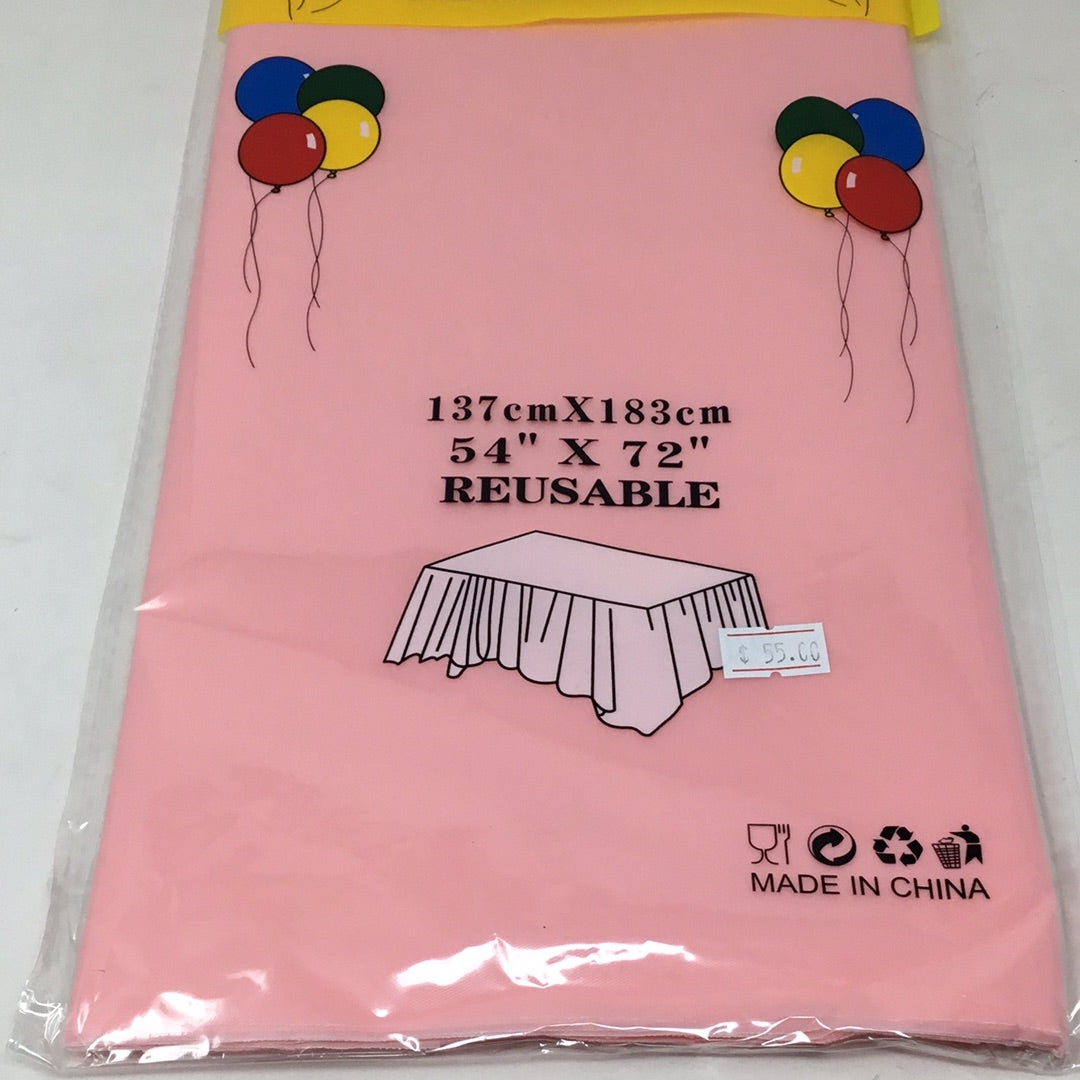 137cmX183cm
54" X 72"
REUSABLE
$ 55.00
MADE IN CHINA